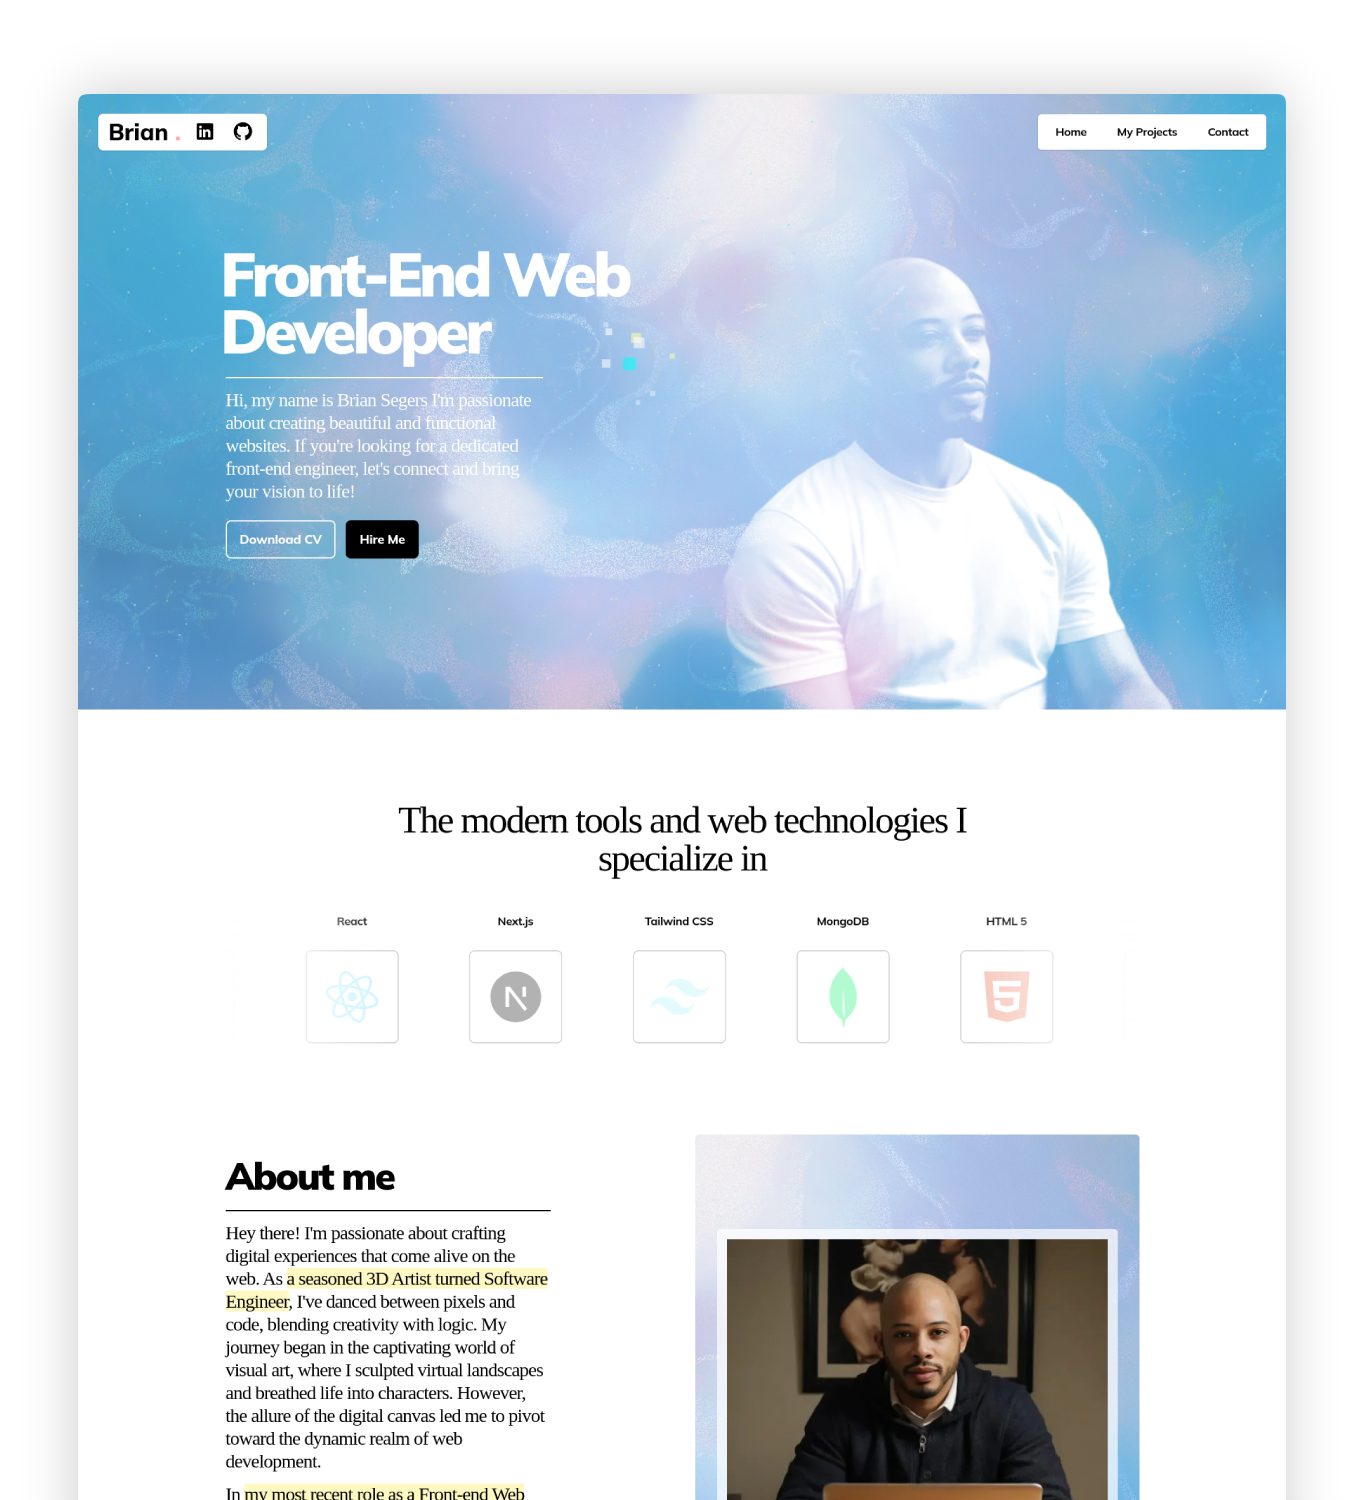 Brian .
Home My Projects Contact
Front-End Web
Developer
Hi, my name is Brian Segers I'm passionate
about creating beautiful and functional
websites. If you're looking for a dedicated
front-end engineer, let's connect and bring
your vision to life!
Download CV Hire Me
The modern tools and web technologies I
specialize in
React Next.js Tailwind CSS MongoDB HTML 5
About me
Hey there! I'm passionate about crafting
digital experiences that come alive on the
web. As a seasoned 3D Artist turned Software
Engineer, I've danced between pixels and
code, blending creativity with logic. My
journey began in the captivating world of
visual art, where I sculpted virtual landscapes
and breathed life into characters. However,
the allure of the digital canvas led me to pivot
toward the dynamic realm of web
development.
In my most recent role as a Front-end Web